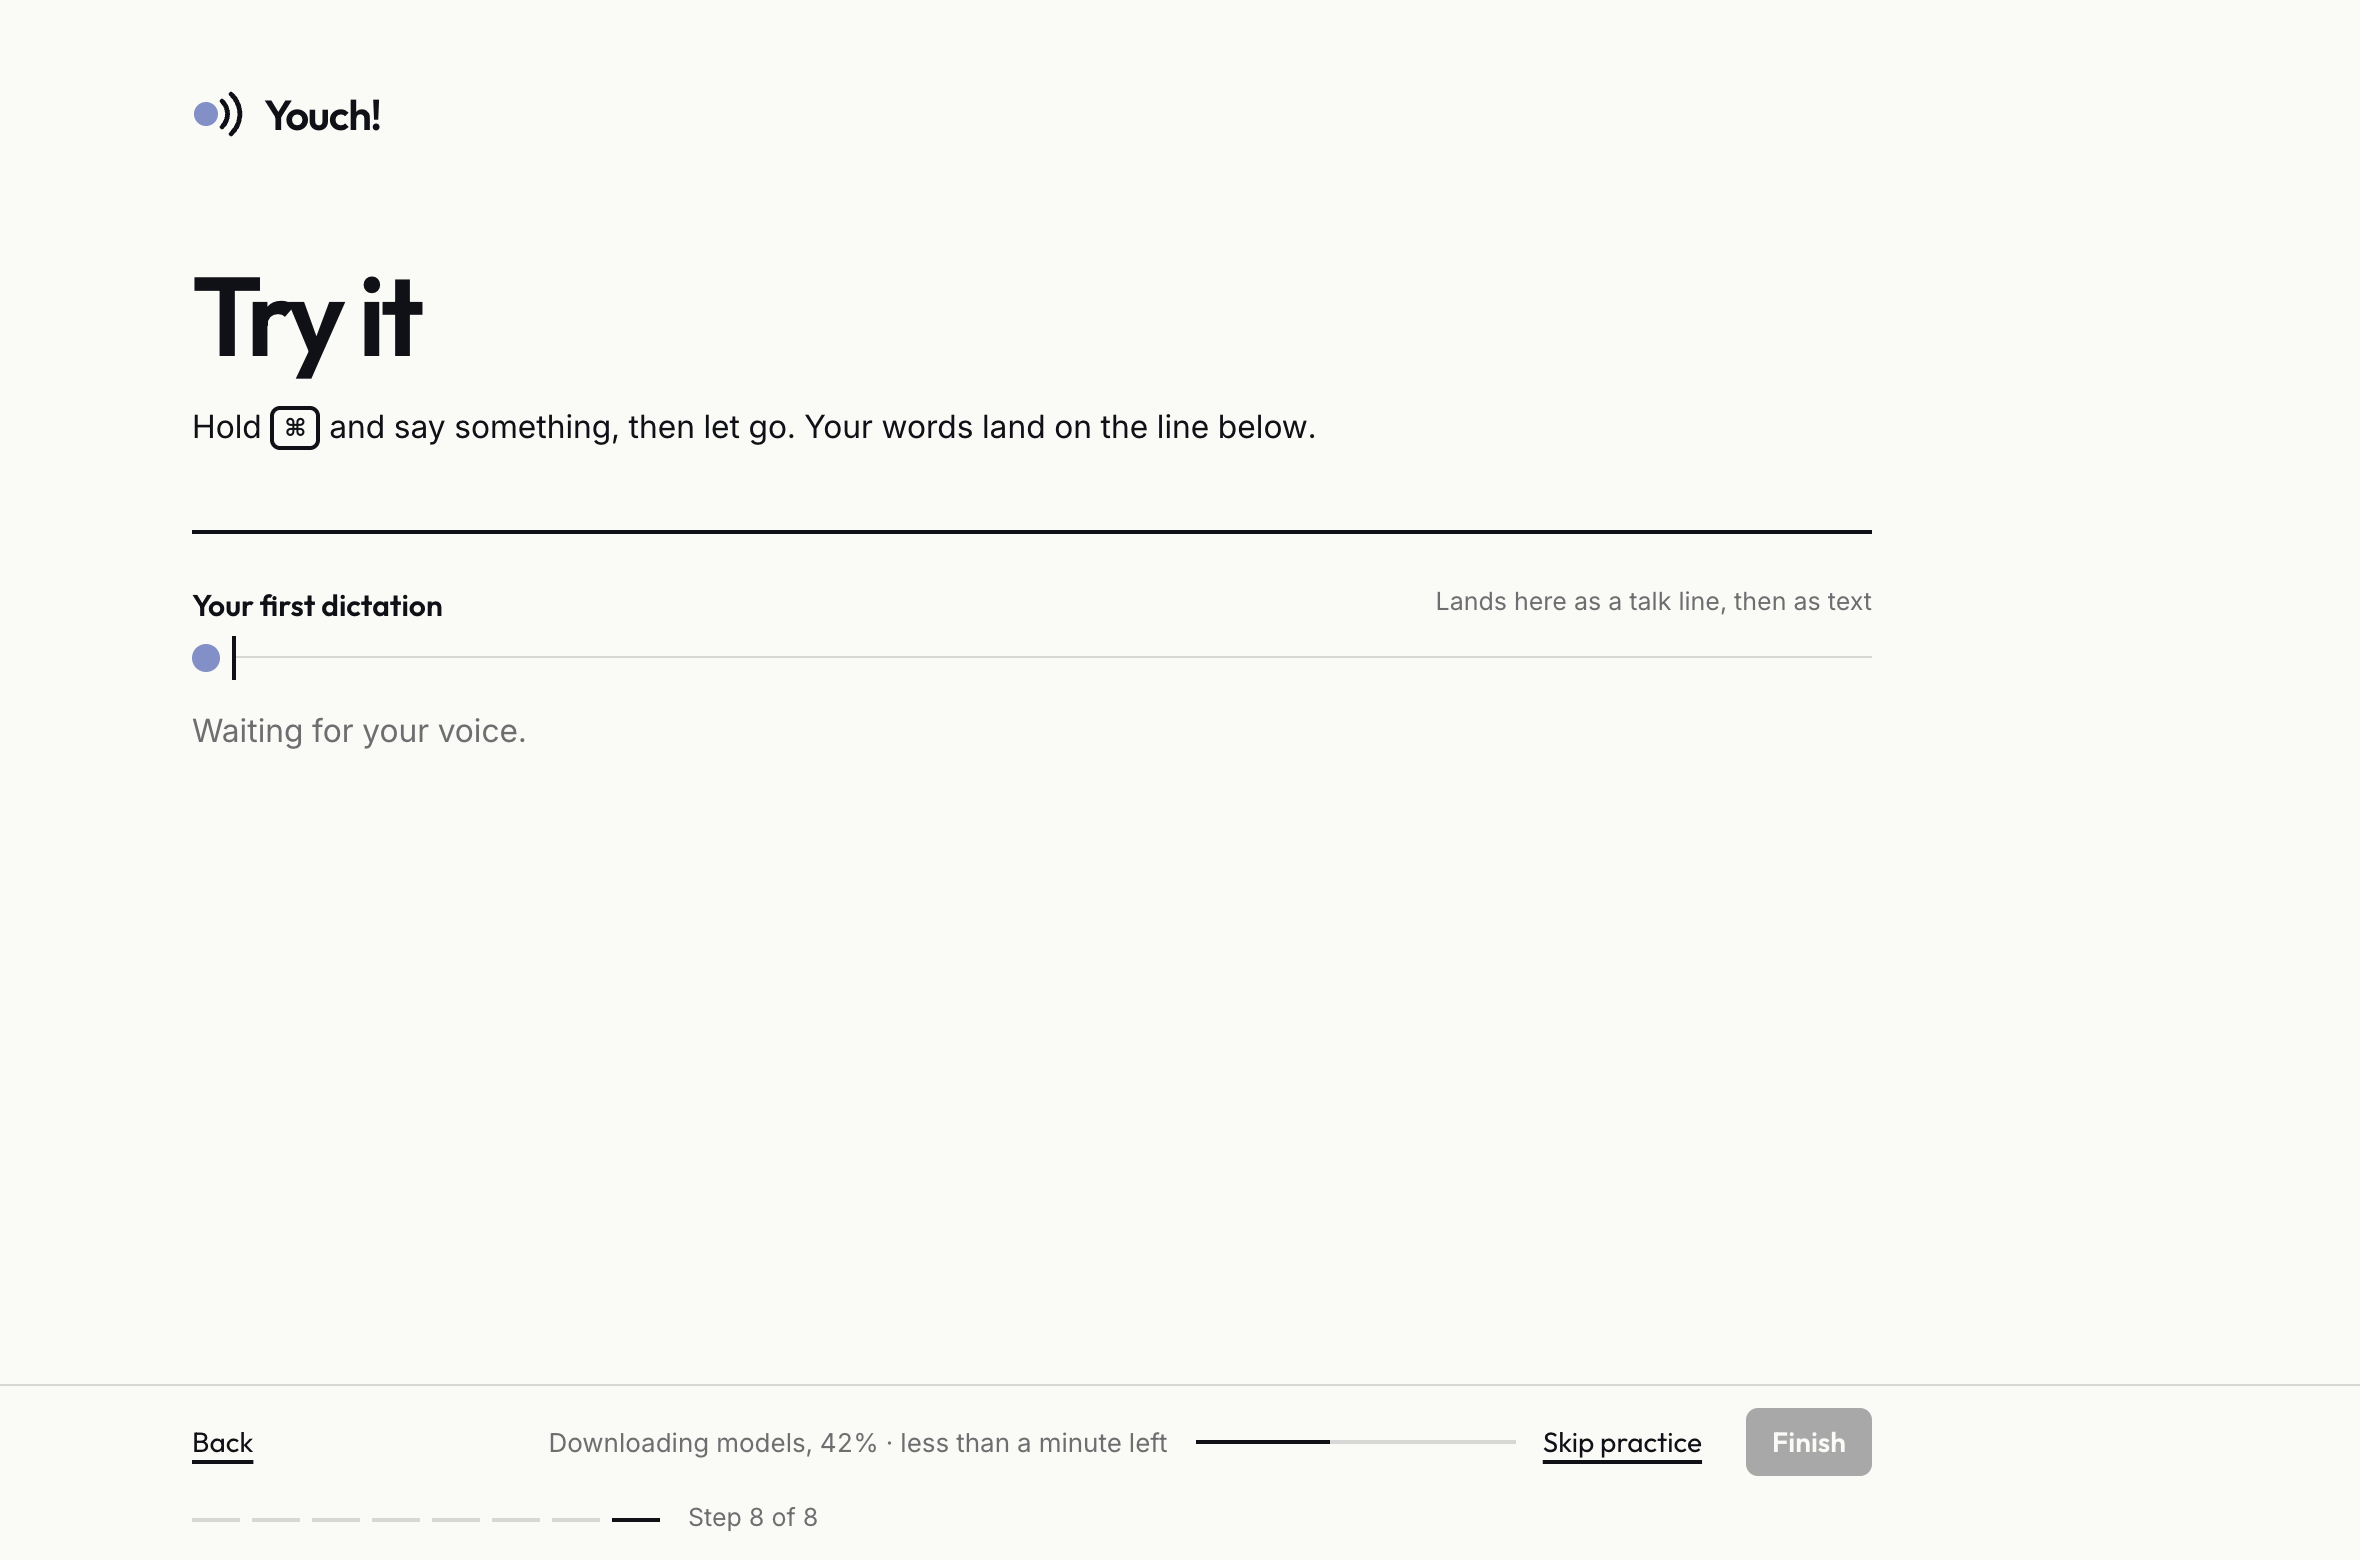 Youch!
Try it
Hold ⌘ and say something, then let go. Your words land on the line below.
Your first dictation
Lands here as a talk line, then as text
Waiting for your voice.
Back
Downloading models, 42% · less than a minute left
Skip practice
Finish
Step 8 of 8